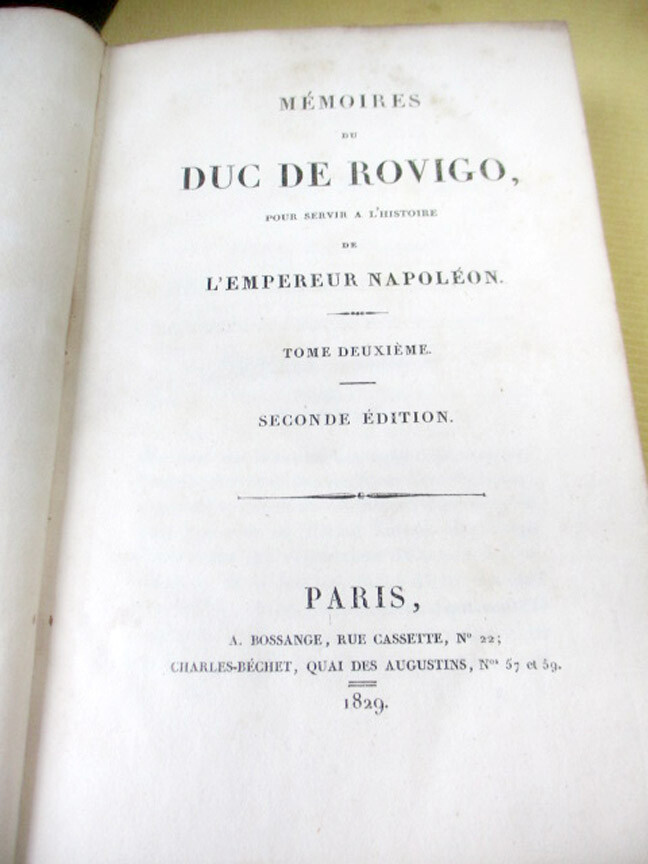 MÉMOIRES
DU
DUC DE ROVIGO,
POUR SERVIR A L'HISTOIRE
DE
L'EMPEREUR NAPOLÉON.
TOME DEUXIÈME.
SECONDE ÉDITION.
PARIS,
A. BOSSANGE, RUE CASSETTE, Nº 22;
CHARLES-BÉCHET, QUAI DES AUGUSTINS, Nos 57 et 59.
1829.